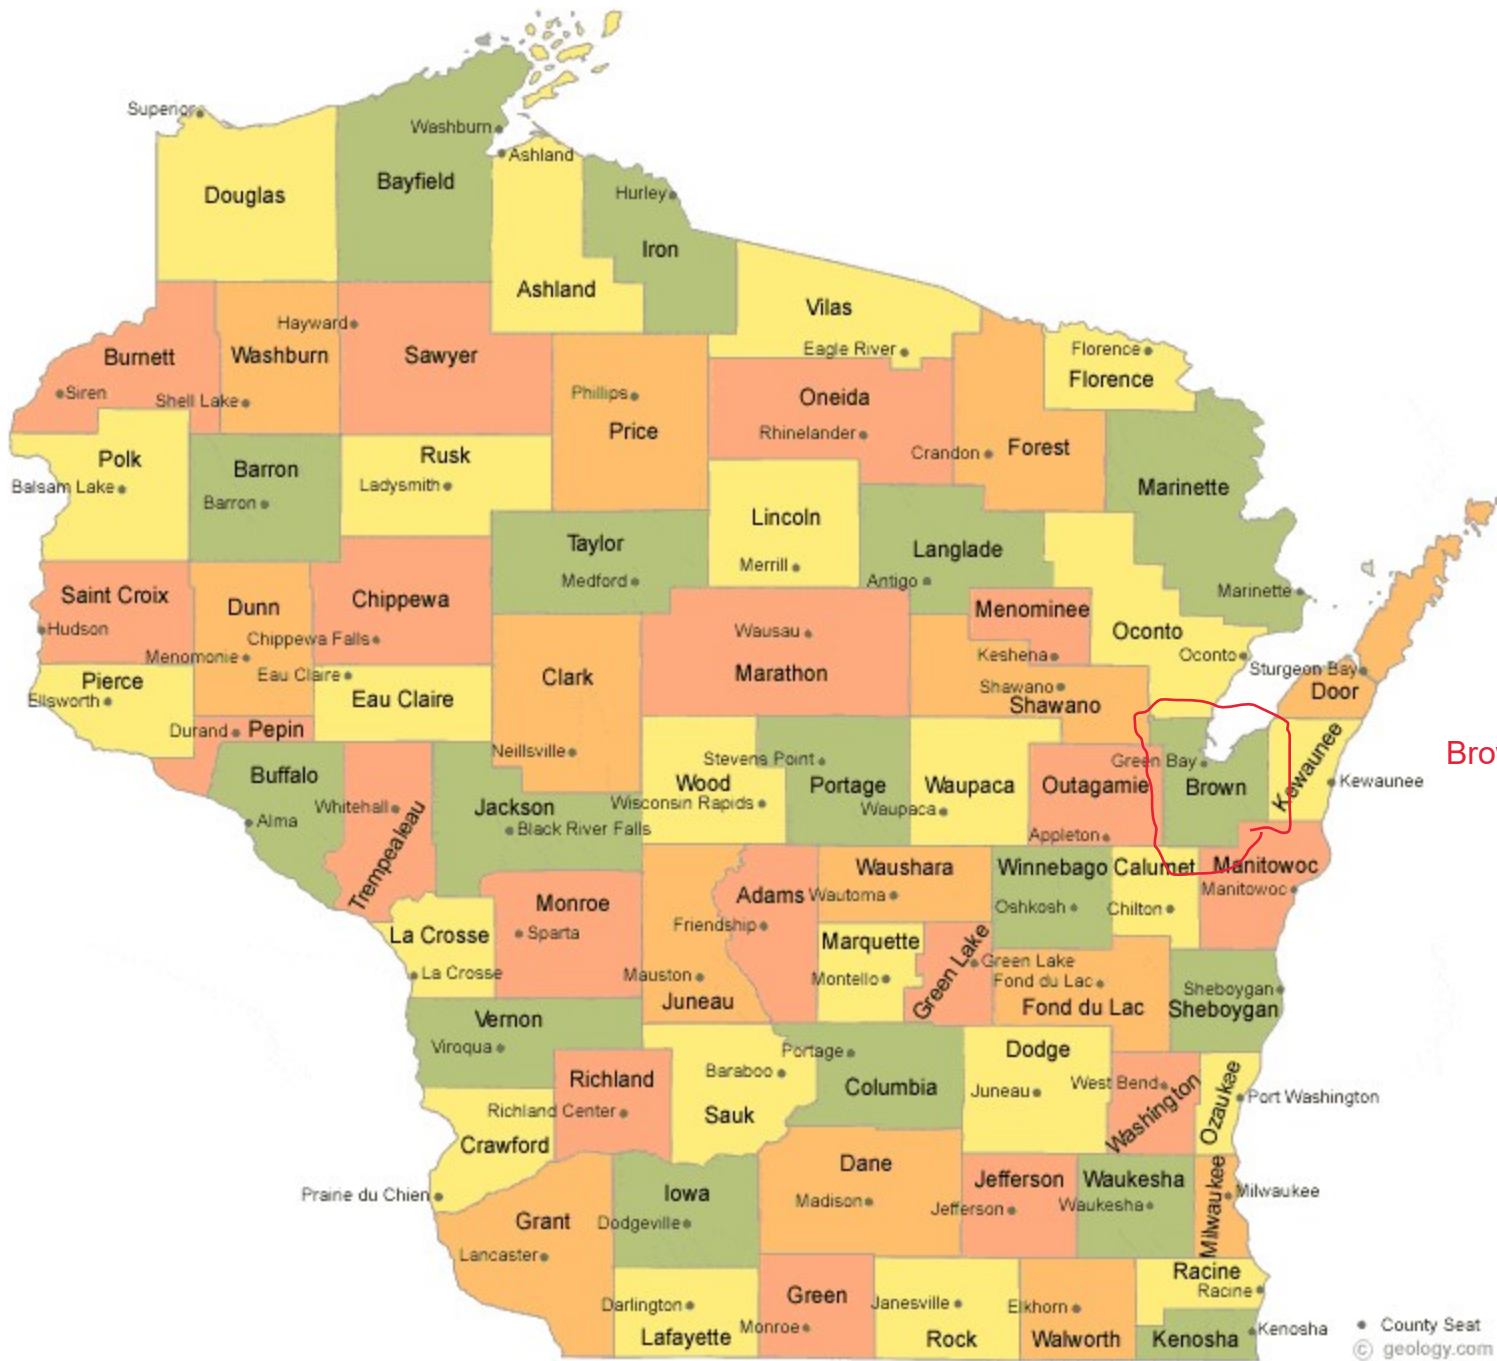 Superior
Washburn
Ashland
Douglas
Bayfield
Hurley
Iron
Ashland
Vilas
Hayward
Eagle River
Florence
Burnett
Washburn
Sawyer
Florence
Siren
Shell Lake
Phillips
Oneida
Price
Rhinelander
Crandon
Forest
Polk
Barron
Rusk
Balsam Lake
Barron
Ladysmith
Marinette
Lincoln
Taylor
Langlade
Merrill
Medford
Antigo
Marinette
Saint Croix
Dunn
Chippewa
Menominee
Hudson
Chippewa Falls
Wausau
Oconto
Menomonie
Keshena
Oconto
Eau Claire
Clark
Marathon
Sturgeon Bay
Pierce
Eau Claire
Shawano
Door
Ellsworth
Shawano
Durand
Pepin
Neillsville
Stevens Point
Green Bay
Kewaunee
Bro
Buffalo
Wood
Portage
Waupaca
Outagamie
Brown
Kewaunee
Whitehall
Jackson
Wisconsin Rapids
Waupaca
Alma
Trempealeau
Black River Falls
Appleton
Waushara
Winnebago
Calumet
Manitowoc
Monroe
Adams
Wautoma
Manitowoc
La Crosse
Sparta
Friendship
Marquette
Oshkosh
Chilton
La Crosse
Mauston
Montello
Green Lake
Green Lake
Fond du Lac
Juneau
Fond du Lac
Sheboygan
Sheboygan
Vernon
Viroqua
Portage
Dodge
Richland
Baraboo
Columbia
Juneau
West Bend
Washington
Ozaukee
Port Washington
Richland Center
Sauk
Crawford
Dane
Prairie du Chien
Iowa
Madison
Jefferson
Waukesha
Milwaukee
Milwaukee
Grant
Dodgeville
Jefferson
Waukesha
Lancaster
Racine
Darlington
Green
Janesville
Elkhorn
Racine
Lafayette
Monroe
Rock
Walworth
Kenosha
Kenosha
County Seat
© geology.com